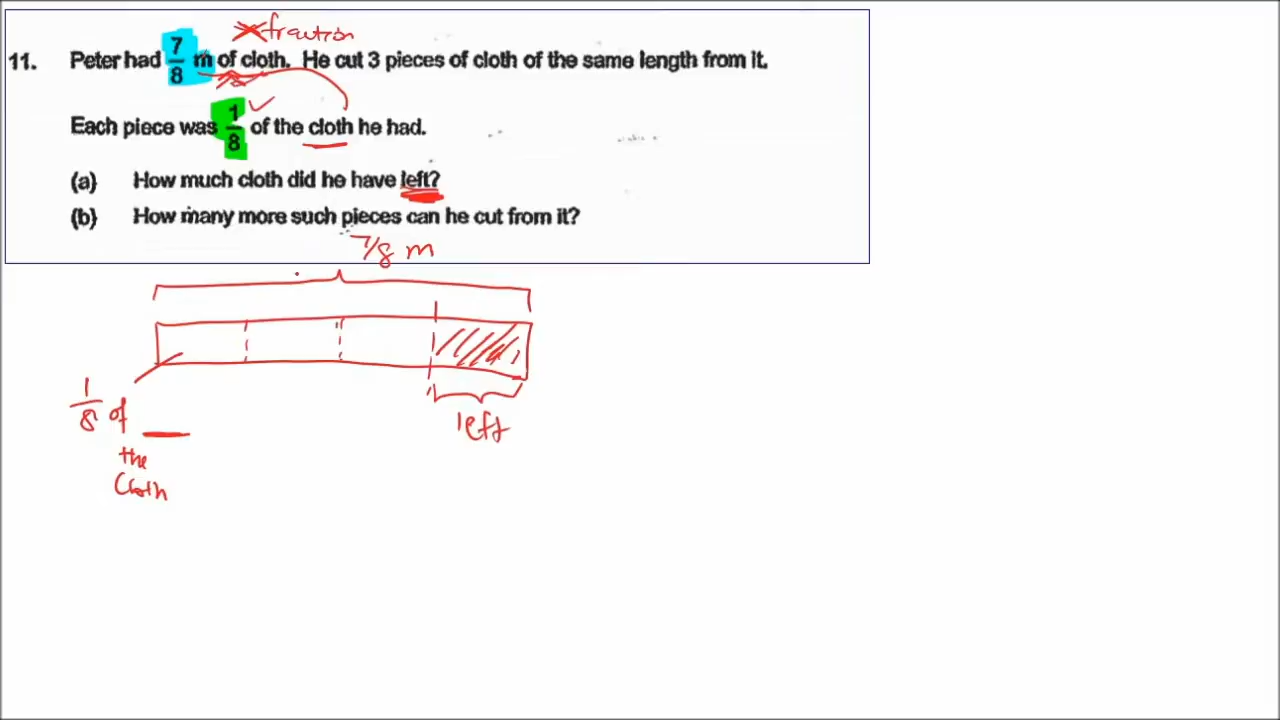 fraction
11. Peter had 7/8 m of cloth. He cut 3 pieces of cloth of the same length from it.
Each piece was 1/8 of the cloth he had.
(a) How much cloth did he have left?
(b) How many more such pieces can he cut from it?
7/8 m
1/8 of
the
cloth
left